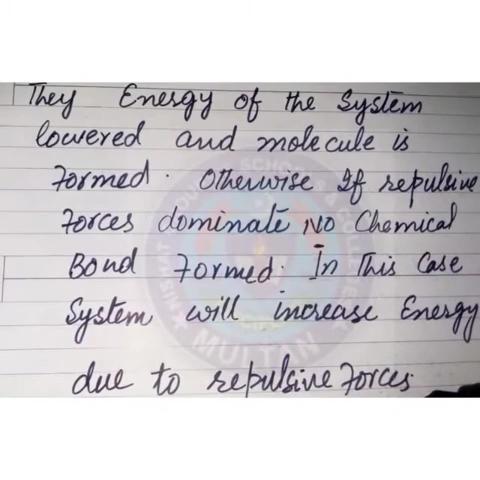 They Energy of the System
lowered and molecule is
Formed. Otherwise If repulsive
Forces dominate No Chemical
Bond Formed. In This Case
System will increase Energy
due to repulsive Forces.
MULTAN